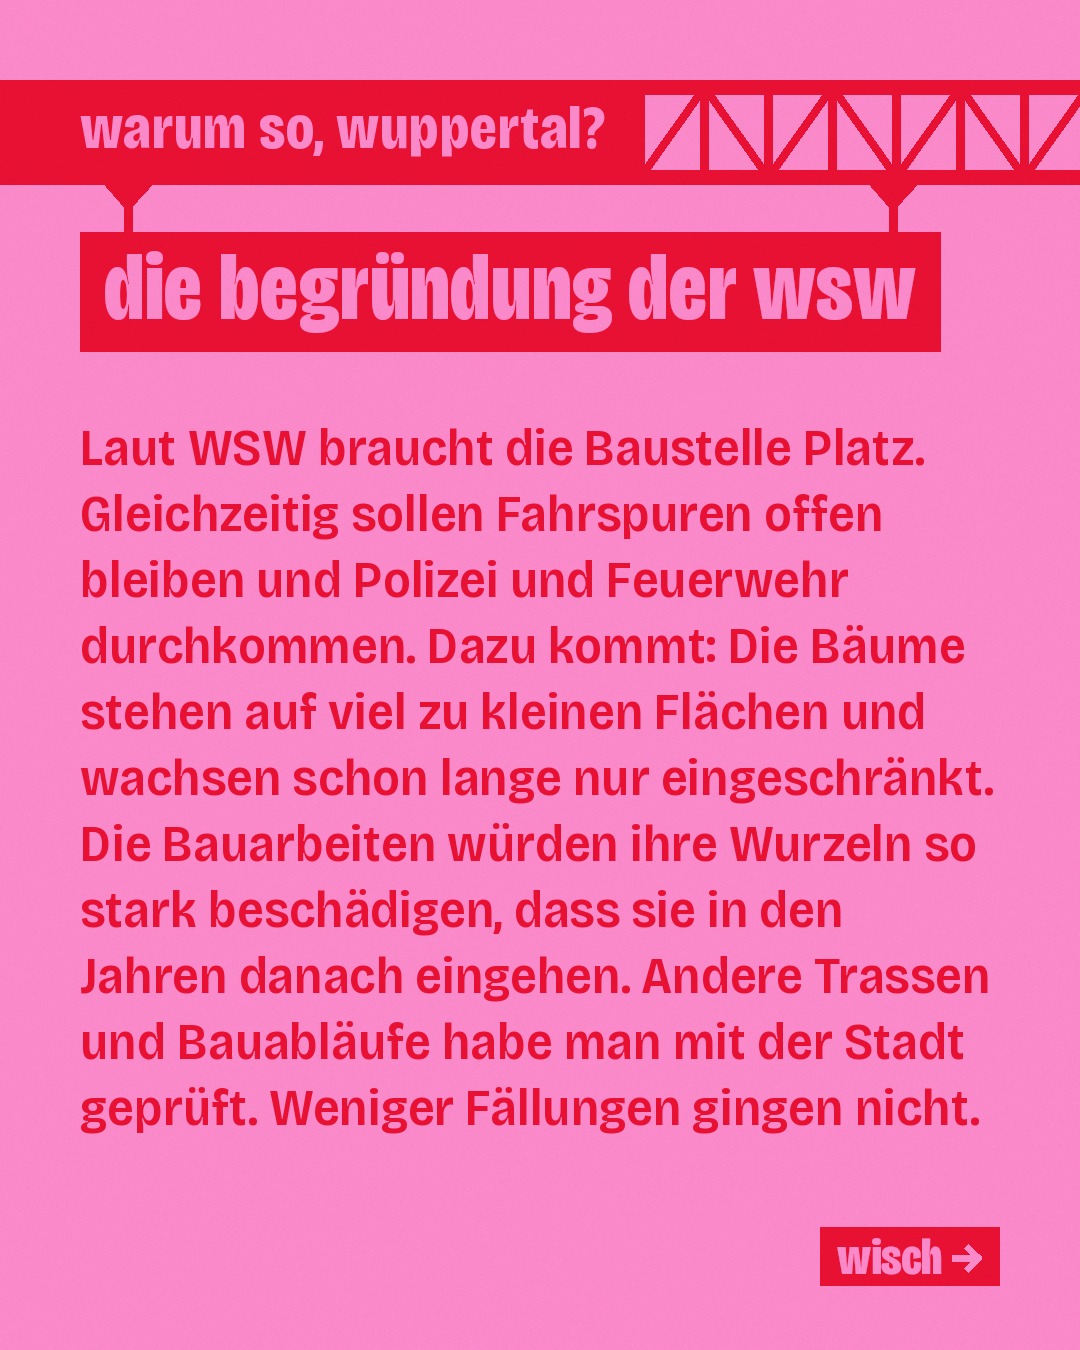 warum so, wuppertal?
die begründung der wsw
Laut WSW braucht die Baustelle Platz.
Gleichzeitig sollen Fahrspuren offen
bleiben und Polizei und Feuerwehr
durchkommen. Dazu kommt: Die Bäume
stehen auf viel zu kleinen Flächen und
wachsen schon lange nur eingeschränkt.
Die Bauarbeiten würden ihre Wurzeln so
stark beschädigen, dass sie in den
Jahren danach eingehen. Andere Trassen
und Bauabläufe habe man mit der Stadt
geprüft. Weniger Fällungen gingen nicht.
wisch →